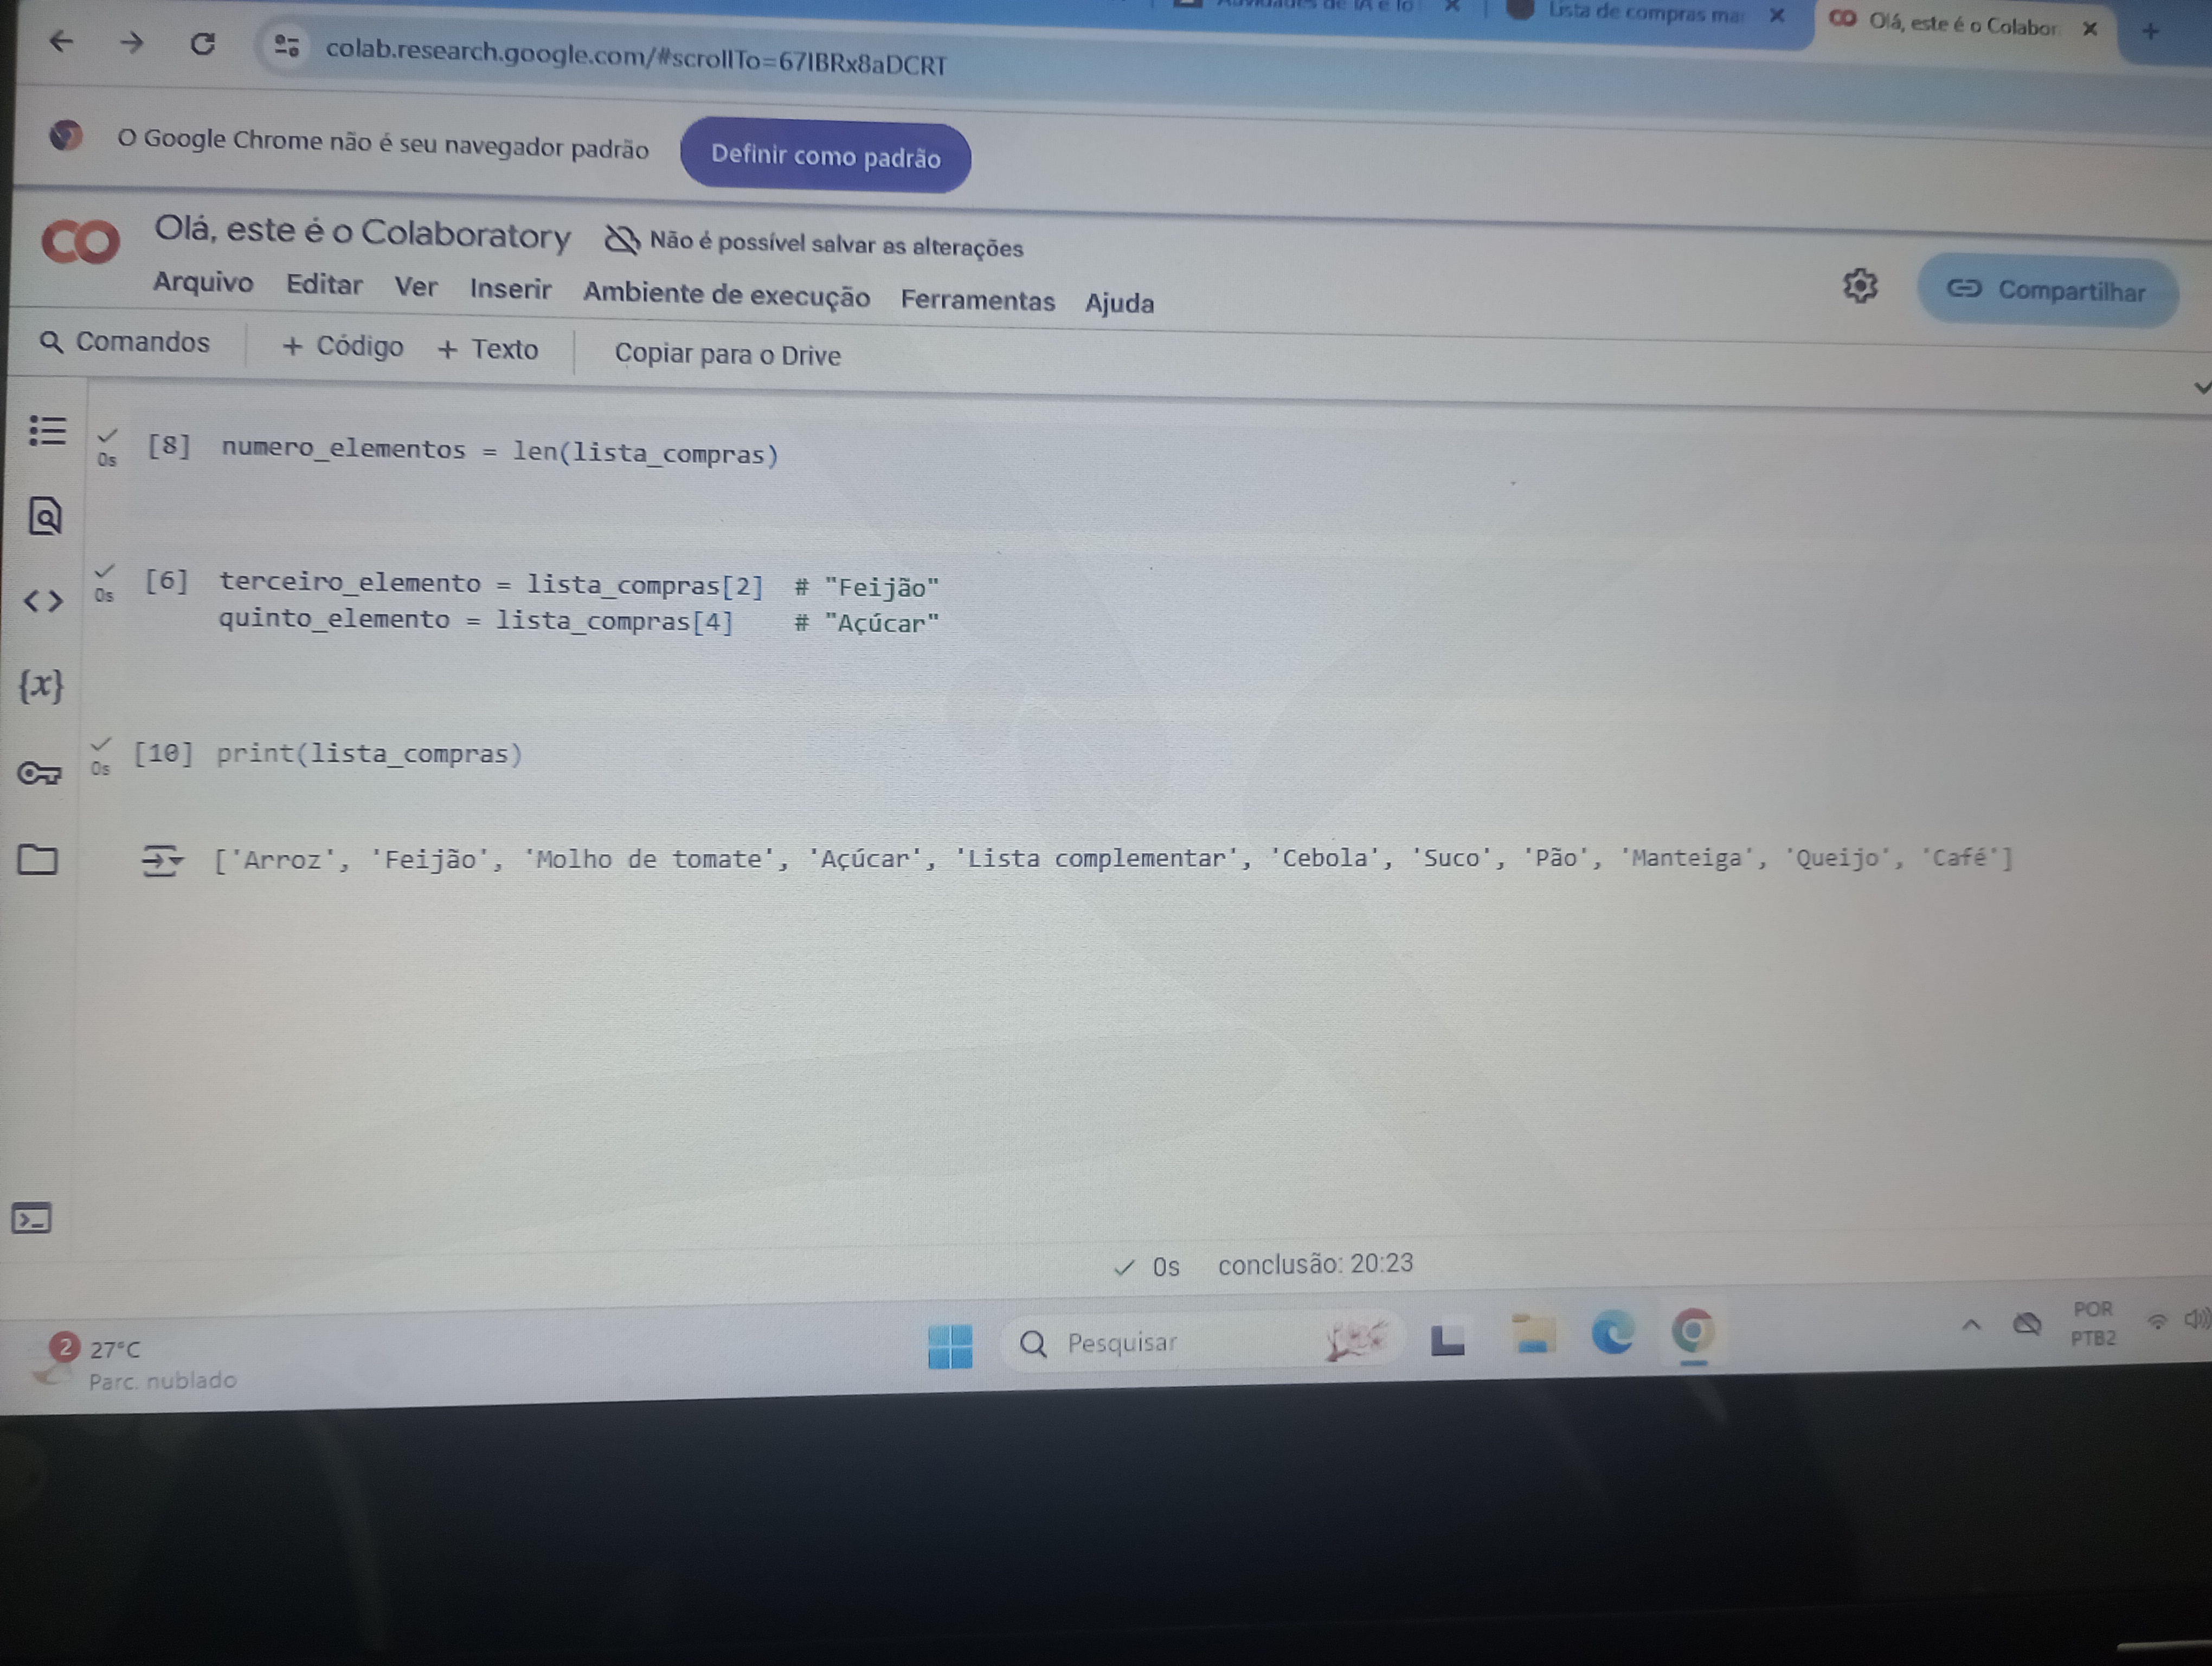 Lista de compras ma
Olá, este é o Colabor
colab.research.google.com/#scrollTo=67IBRx8aDCRT
O Google Chrome não é seu navegador padrão
Definir como padrão
CO
Olá, este é o Colaboratory
Não é possível salvar as alterações
Arquivo Editar Ver Inserir Ambiente de execução Ferramentas Ajuda
Compartilhar
Comandos + Código + Texto Copiar para o Drive
[8] numero_elementos = len(lista_compras)
0s
[6] terceiro_elemento = lista_compras[2] # "Feijão"
0s
quinto_elemento = lista_compras[4] # "Açúcar"
{x}
[10] print(lista_compras)
0s
['Arroz', 'Feijão', 'Molho de tomate', 'Açúcar', 'Lista complementar', 'Cebola', 'Suco', 'Pão', 'Manteiga', 'Queijo', 'Café']
0s conclusão: 20:23
2
27°C
Parc. nublado
Pesquisar
POR
PTB2